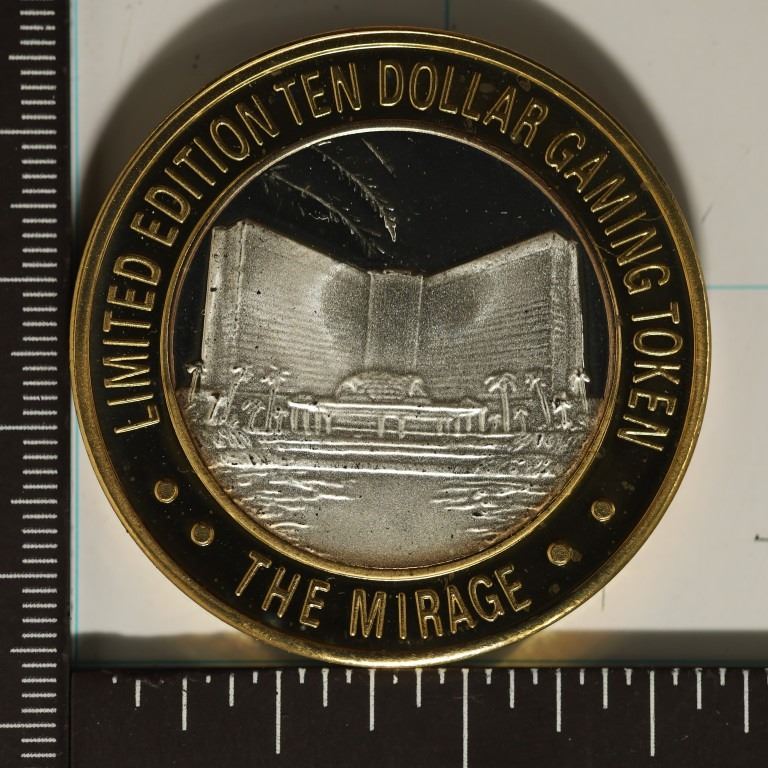 LIMITED EDITION TEN DOLLAR GAMING TOKEN
THE MIRAGE